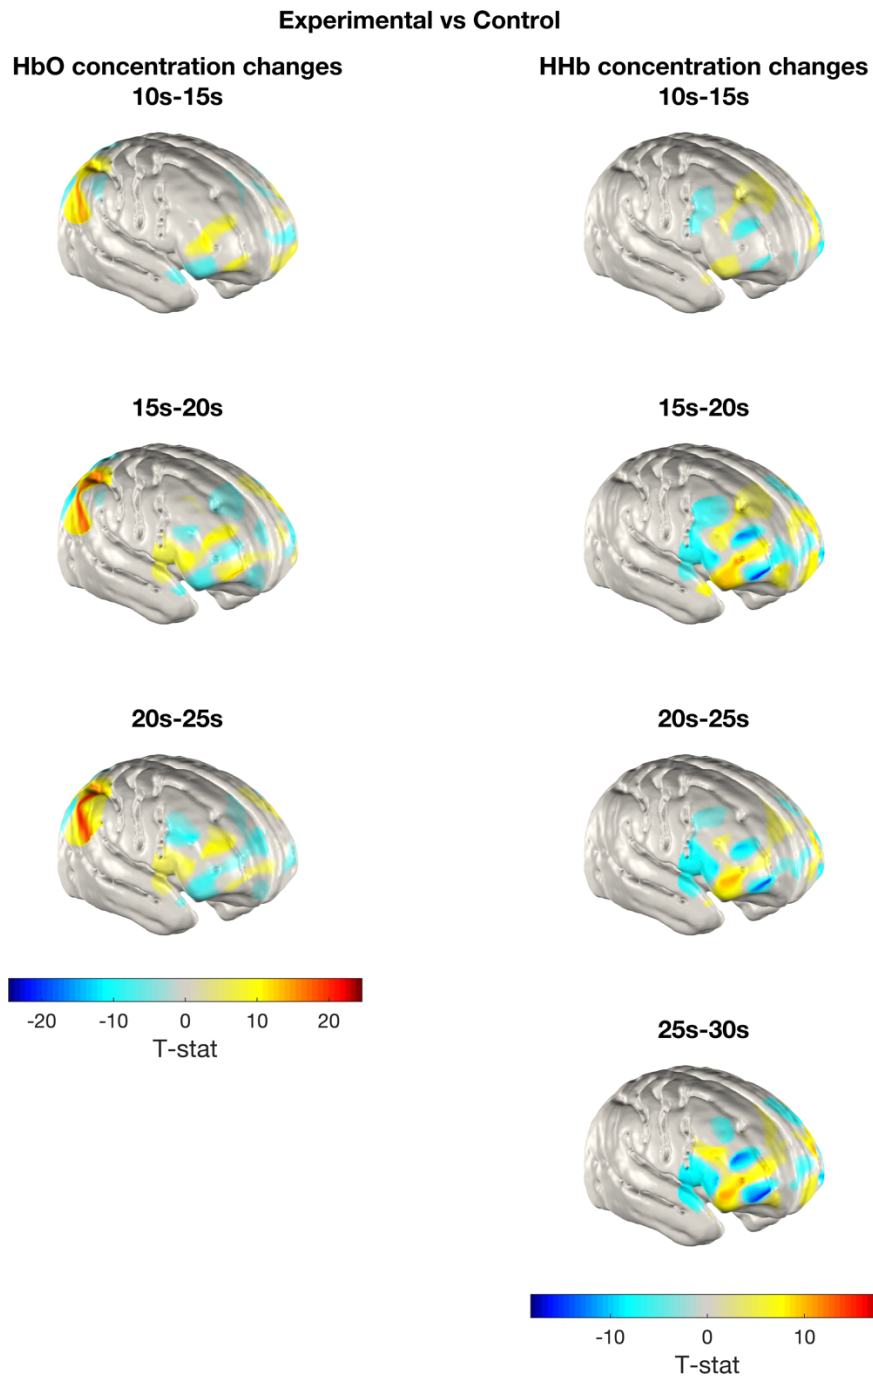 Experimental vs Control
HbO concentration changes
10s-15s
15s-20s
20s-25s
-20 -10 0 10 20
T-stat
HHb concentration changes
10s-15s
15s-20s
20s-25s
25s-30s
-10 0 10
T-stat